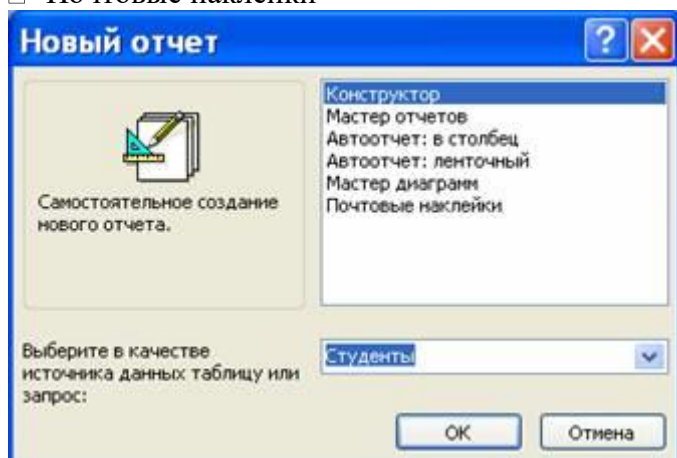 Почтовые наклейки
Новый отчет
Конструктор
Мастер отчетов
Автоотчет: в столбец
Автоотчет: ленточный
Мастер диаграмм
Почтовые наклейки
Самостоятельное создание
нового отчета.
Выберите в качестве
источника данных таблицу или
запрос:
Студенты
ОК
Отмена